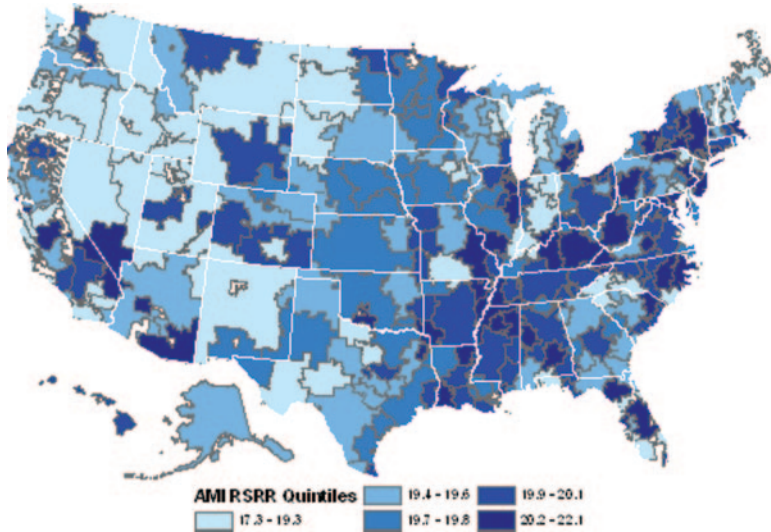 AMI RSRR Quintiles
17.3 - 19.3
19.4 - 19.6
19.7 - 19.8
19.9 - 20.1
20.2 - 22.1